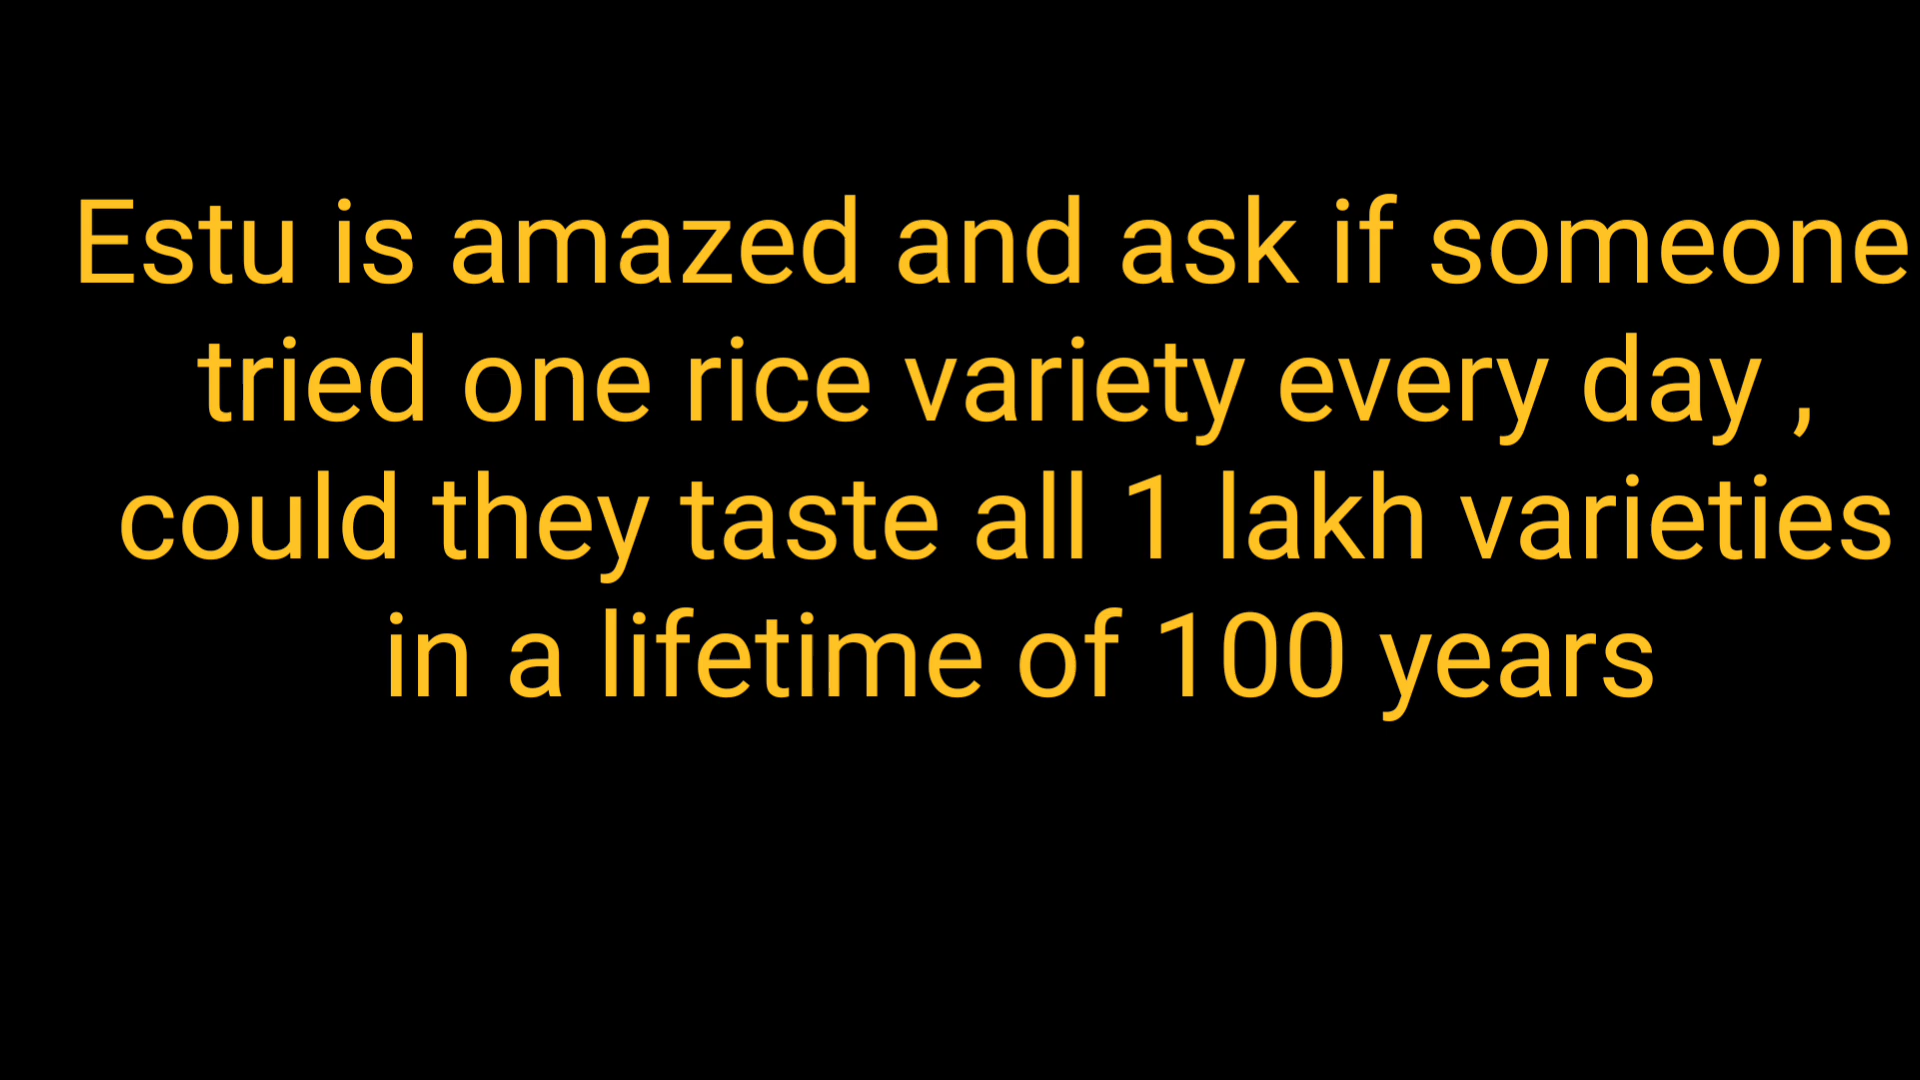 Estu is amazed and ask if someone
tried one rice variety every day ,
could they taste all 1 lakh varieties
in a lifetime of 100 years